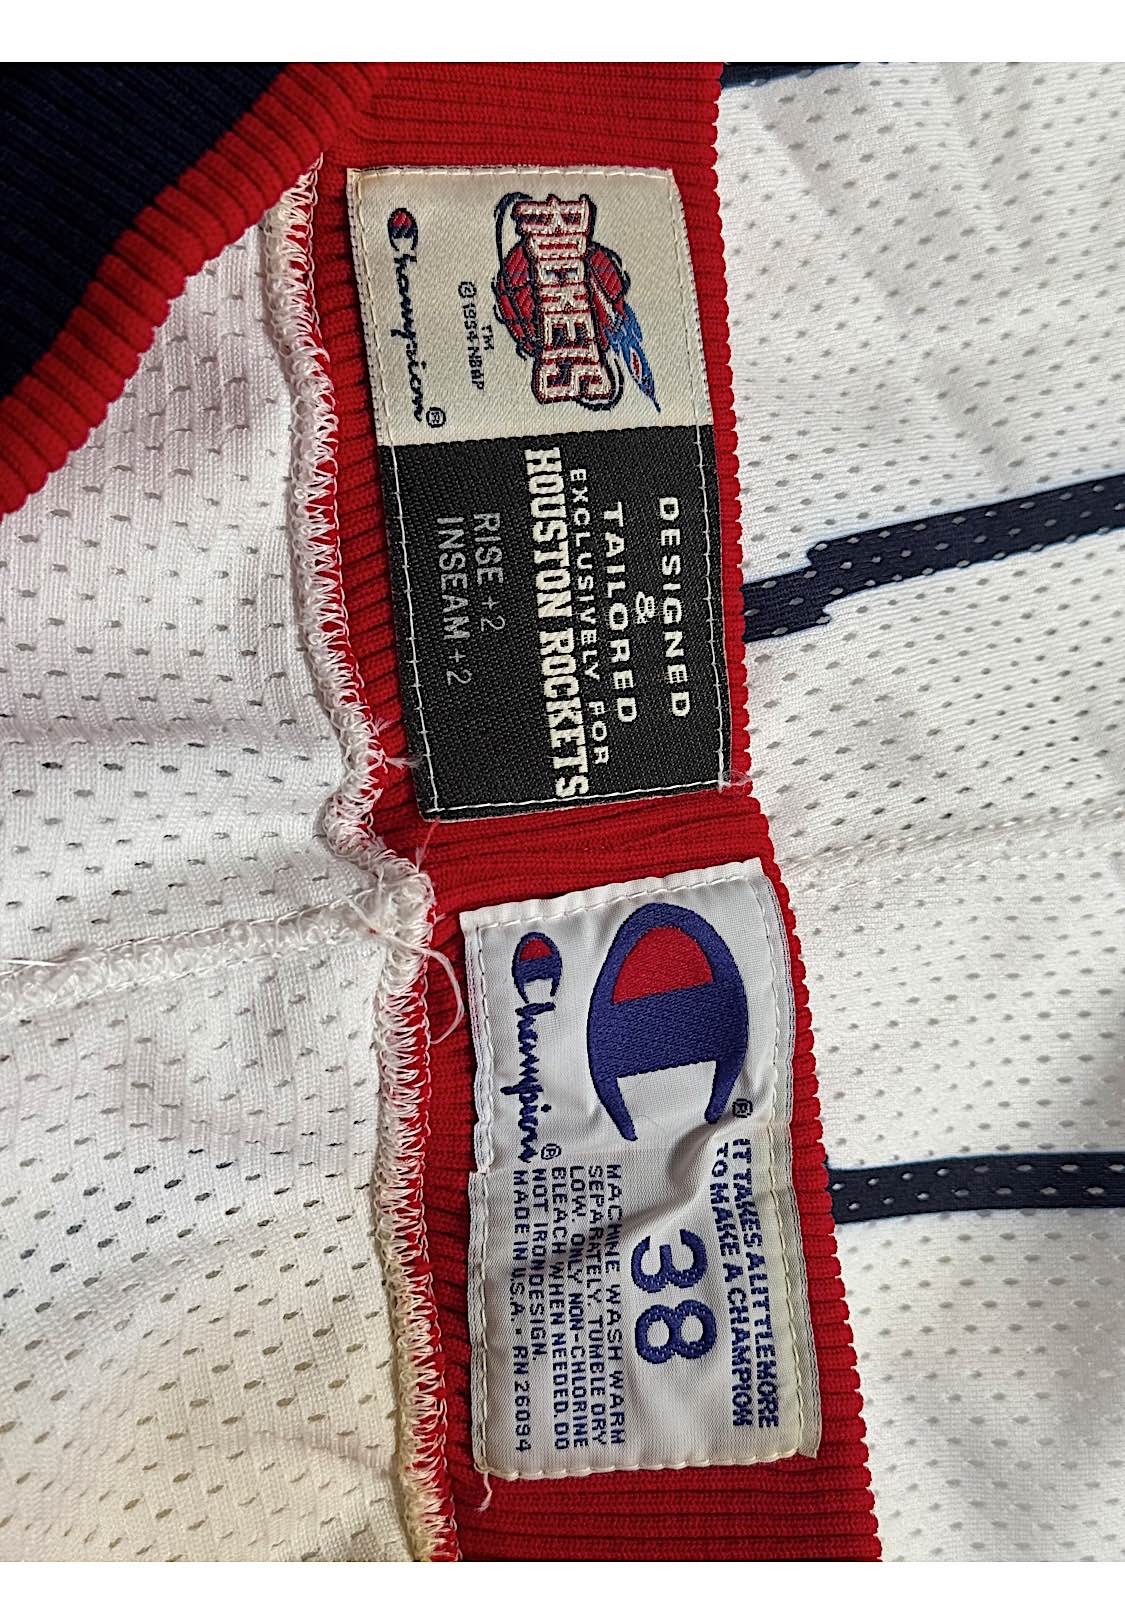 ROCKETS
TM
©1994 NBAP
Champion®
DESIGNED
&
TAILORED
EXCLUSIVELY FOR
HOUSTON ROCKETS
RISE +2
INSEAM +2
®
Champion®
IT TAKES A LITTLE MORE
TO MAKE A CHAMPION
38
MACHINE WASH WARM
SEPARATELY. TUMBLE DRY
LOW. ONLY NON-CHLORINE
BLEACH WHEN NEEDED. DO
NOT IRON DESIGN.
MADE IN U.S.A. • RN 26094